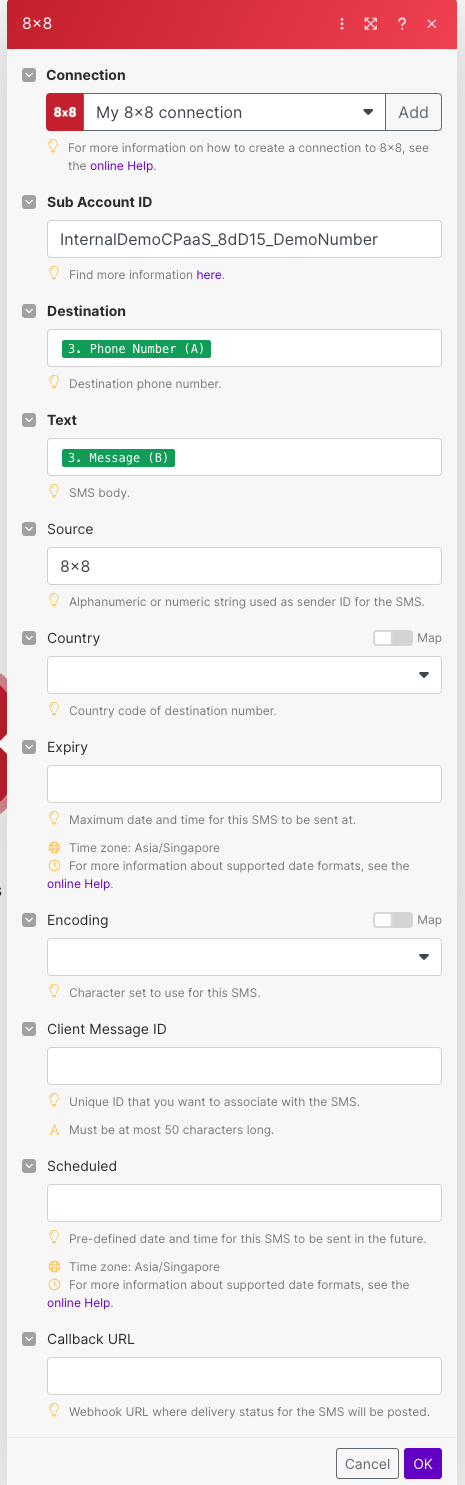 8×8
?
Connection
8x8
My 8×8 connection
Add
For more information on how to create a connection to 8×8, see
the online Help.
Sub Account ID
InternalDemoCPaaS_8dD15_DemoNumber
Find more information here.
Destination
3. Phone Number (A)
Destination phone number.
Text
3. Message (B)
SMS body.
Source
8×8
Alphanumeric or numeric string used as sender ID for the SMS.
Country
Map
Country code of destination number.
Expiry
Maximum date and time for this SMS to be sent at.
Time zone: Asia/Singapore
For more information about supported date formats, see the
online Help.
Encoding
Map
Character set to use for this SMS.
Client Message ID
Unique ID that you want to associate with the SMS.
Must be at most 50 characters long.
Scheduled
Pre-defined date and time for this SMS to be sent in the future.
Time zone: Asia/Singapore
For more information about supported date formats, see the
online Help.
Callback URL
Webhook URL where delivery status for the SMS will be posted.
Cancel
OK